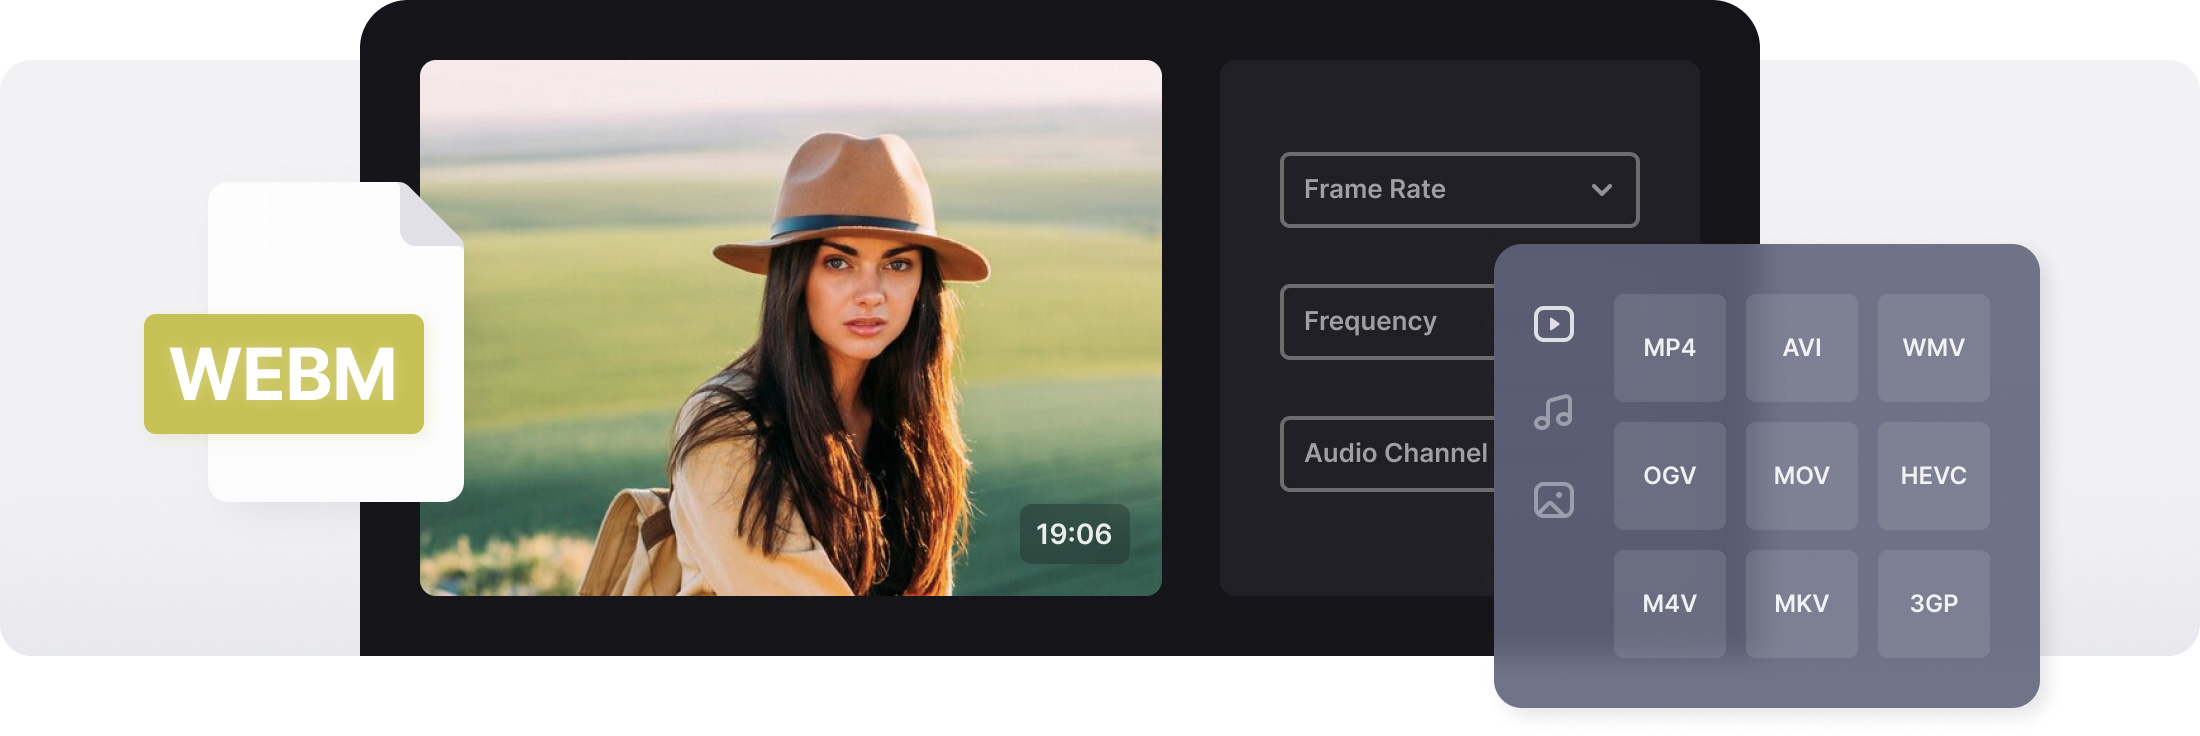 WEBM
19:06
Frame Rate
Frequency
Audio Channel
MP4 AVI WMV
OGV MOV HEVC
M4V MKV 3GP